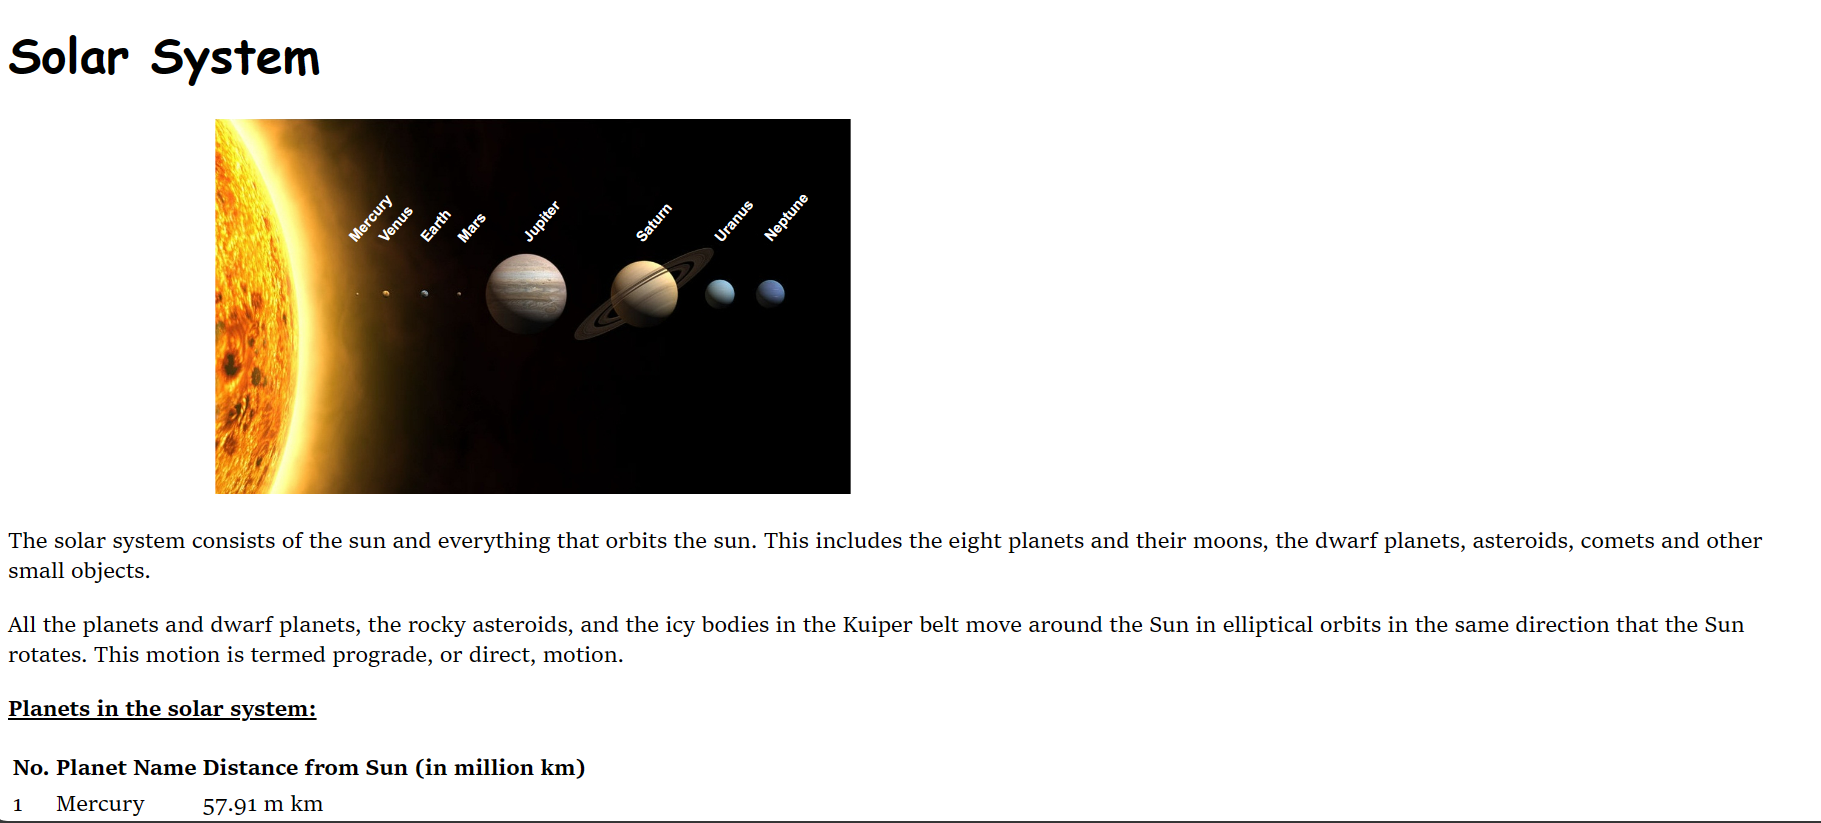 Solar System
Mercury
Venus
Earth
Mars
Jupiter
Saturn
Uranus
Neptune
The solar system consists of the sun and everything that orbits the sun. This includes the eight planets and their moons, the dwarf planets, asteroids, comets and other
small objects.
All the planets and dwarf planets, the rocky asteroids, and the icy bodies in the Kuiper belt move around the Sun in elliptical orbits in the same direction that the Sun
rotates. This motion is termed prograde, or direct, motion.
Planets in the solar system:
No. Planet Name Distance from Sun (in million km)
1 Mercury 57.91 m km